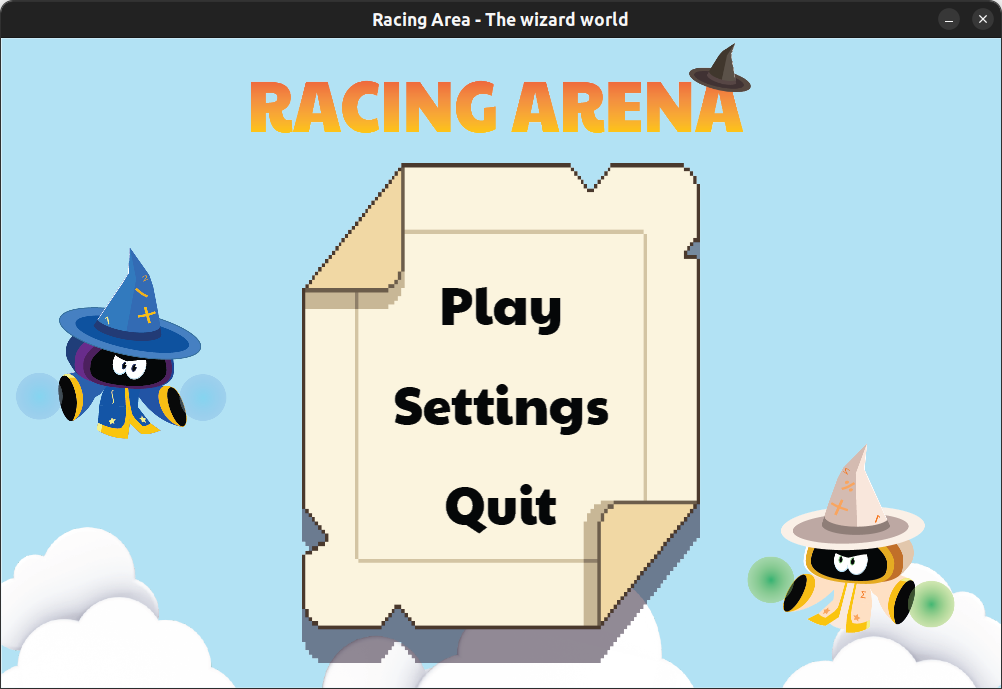 Racing Area - The wizard world
RACING ARENA
Play
Settings
Quit